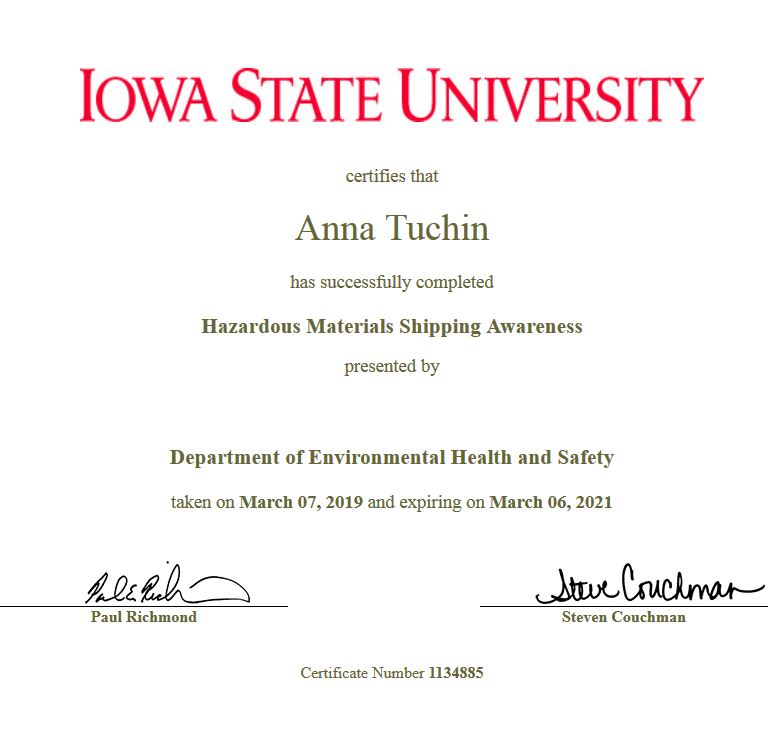 IOWA STATE UNIVERSITY
certifies that
Anna Tuchin
has successfully completed
Hazardous Materials Shipping Awareness
presented by
Department of Environmental Health and Safety
taken on March 07, 2019 and expiring on March 06, 2021
Paul E Rich Steve Couchman
Paul Richmond Steven Couchman
Certificate Number 1134885